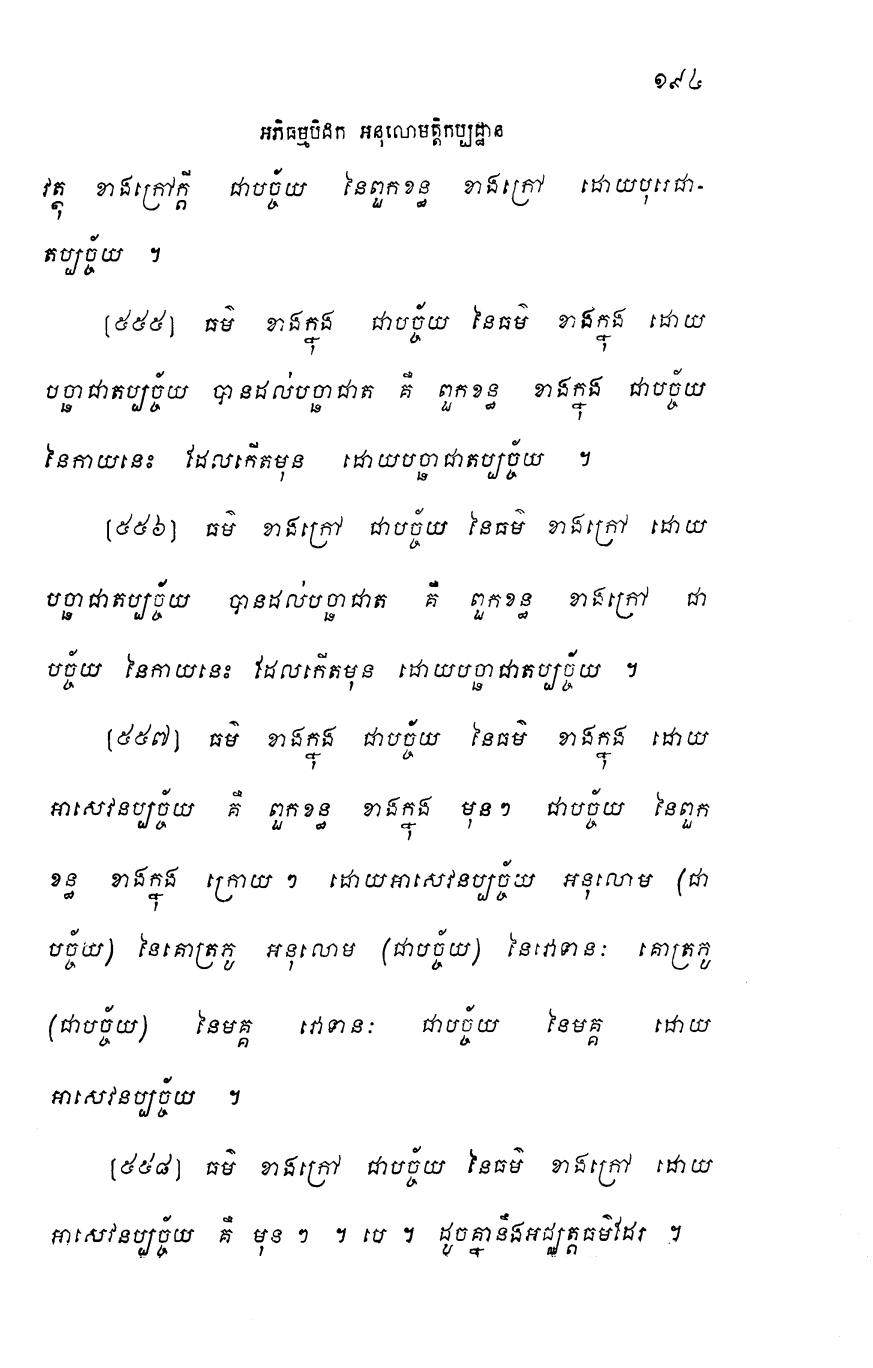 ១៩៤
អភិធម្មបិដក អនុលោមត្តិកប្បដ្ឋាន
វត្ថុ ខាងក្រៅក្តី ជាបច្ច័យ នៃពួកខន្ធ ខាងក្រៅ ដោយបុរេជា-
តប្បច្ច័យ ។
[៥៥៥] ធម៌ ខាងក្នុង ជាបច្ច័យ នៃធម៌ ខាងក្នុង ដោយ
បច្ឆាជាតប្បច្ច័យ បានដល់បច្ឆាជាត គឺ ពួកខន្ធ ខាងក្នុង ជាបច្ច័យ
នៃកាយនេះ ដែលកើតមុន ដោយបច្ឆាជាតប្បច្ច័យ ។
[៥៥៦] ធម៌ ខាងក្រៅ ជាបច្ច័យ នៃធម៌ ខាងក្រៅ ដោយ
បច្ឆាជាតប្បច្ច័យ បានដល់បច្ឆាជាត គឺ ពួកខន្ធ ខាងក្រៅ ជា
បច្ច័យ នៃកាយនេះ ដែលកើតមុន ដោយបច្ឆាជាតប្បច្ច័យ ។
[៥៥៧] ធម៌ ខាងក្នុង ជាបច្ច័យ នៃធម៌ ខាងក្នុង ដោយ
អាសេវនប្បច្ច័យ គឺ ពួកខន្ធ ខាងក្នុង មុនៗ ជាបច្ច័យ នៃពួក
ខន្ធ ខាងក្នុង ក្រោយ ៗ ដោយអាសេវនប្បច្ច័យ អនុលោម (ជា
បច្ច័យ) នៃគោត្រភូ អនុលោម (ជាបច្ច័យ) នៃវោទានៈ គោត្រភូ
(ជាបច្ច័យ) នៃមគ្គ វោទានៈ ជាបច្ច័យ នៃមគ្គ ដោយ
អាសេវនប្បច្ច័យ ។
[៥៥៨] ធម៌ ខាងក្រៅ ជាបច្ច័យ នៃធម៌ ខាងក្រៅ ដោយ
អាសេវនប្បច្ច័យ គឺ មុន ៗ ។ បេ ។ ដូចគ្នានឹងអជ្ឈត្តធម៌ដែរ ។